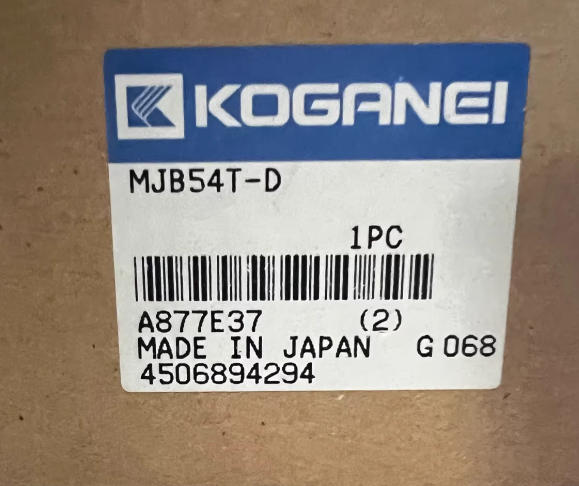 KOGANEI
MJB54T-D
1PC
A877E37 (2)
MADE IN JAPAN G 068
4506894294